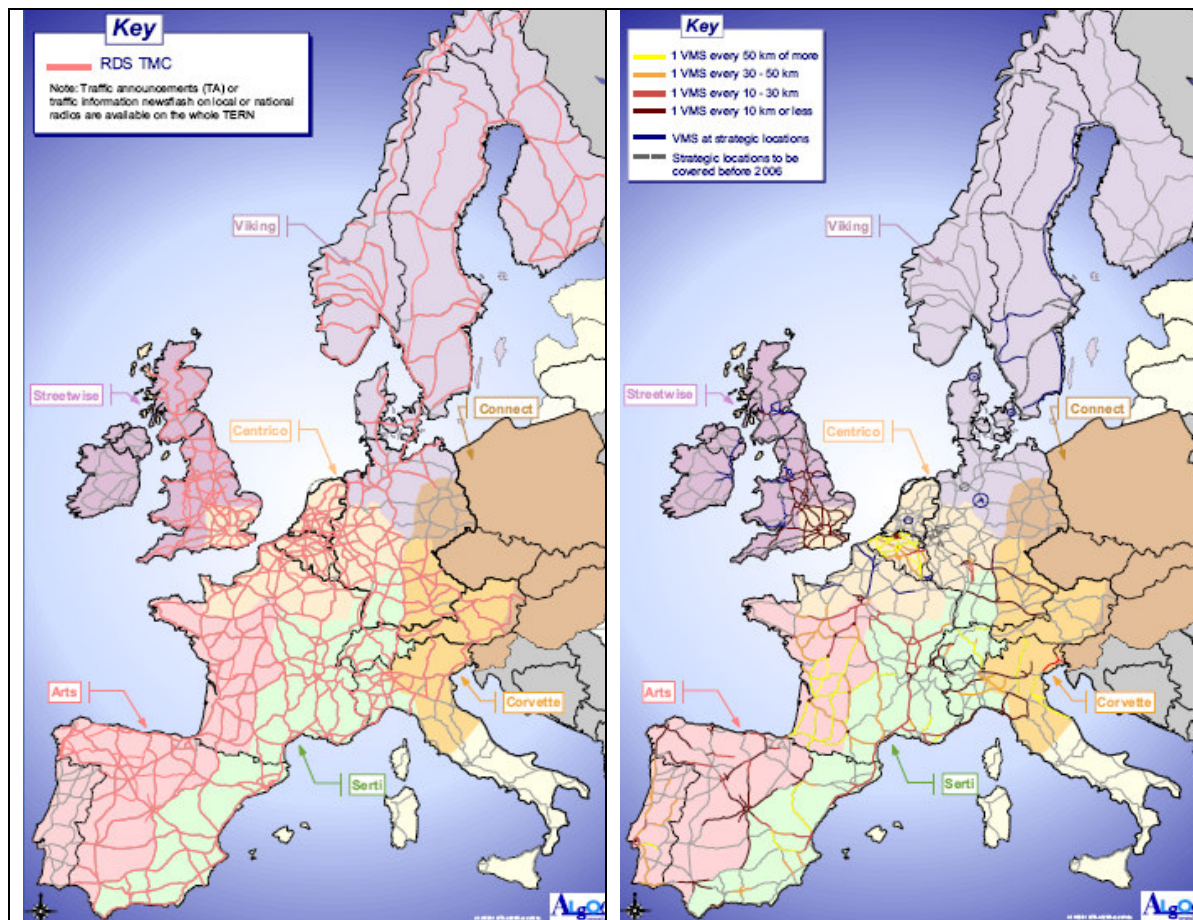 Key
RDS TMC
Note: Traffic announcements (TA) or
traffic information newsflash on local or national
radios are available on the whole TERN
Viking
Streetwise
Connect
Centrico
Arts
Corvette
Serti
Key
1 VMS every 50 km of more
1 VMS every 30 - 50 km
1 VMS every 10 - 30 km
1 VMS every 10 km or less
VMS at strategic locations
Strategic locations to be
covered before 2006
Viking
Streetwise
Connect
Centrico
Arts
Corvette
Serti